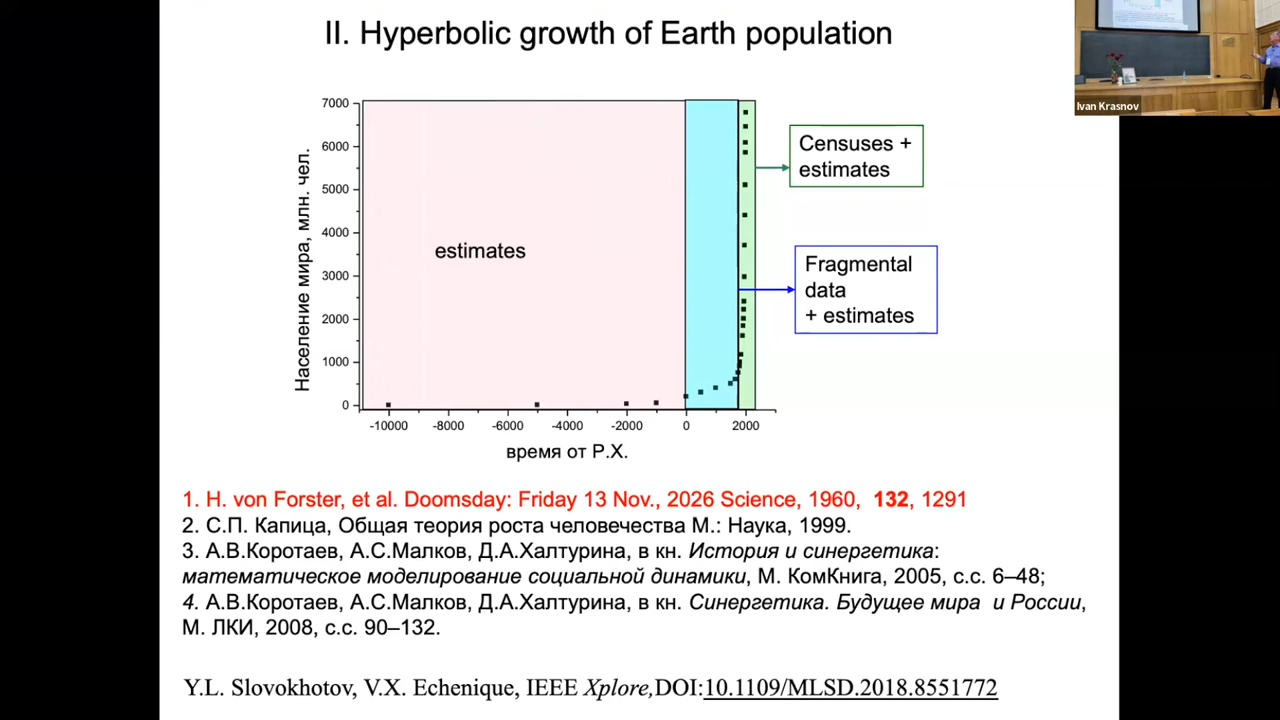 II. Hyperbolic growth of Earth population
Ivan Krasnov
Население мира, млн. чел.
7000
6000
5000
4000
3000
2000
1000
0
estimates
Censuses +
estimates
Fragmental
data
+ estimates
-10000 -8000 -6000 -4000 -2000 0 2000
время от Р.Х.
1. H. von Forster, et al. Doomsday: Friday 13 Nov., 2026 Science, 1960, 132, 1291
2. С.П. Капица, Общая теория роста человечества М.: Наука, 1999.
3. А.В.Коротаев, А.С.Малков, Д.А.Халтурина, в кн. История и синергетика:
математическое моделирование социальной динамики, М. КомКнига, 2005, с.с. 6–48;
4. А.В.Коротаев, А.С.Малков, Д.А.Халтурина, в кн. Синергетика. Будущее мира и России,
М. ЛКИ, 2008, с.с. 90–132.
Y.L. Slovokhotov, V.X. Echenique, IEEE Xplore,DOI:10.1109/MLSD.2018.8551772